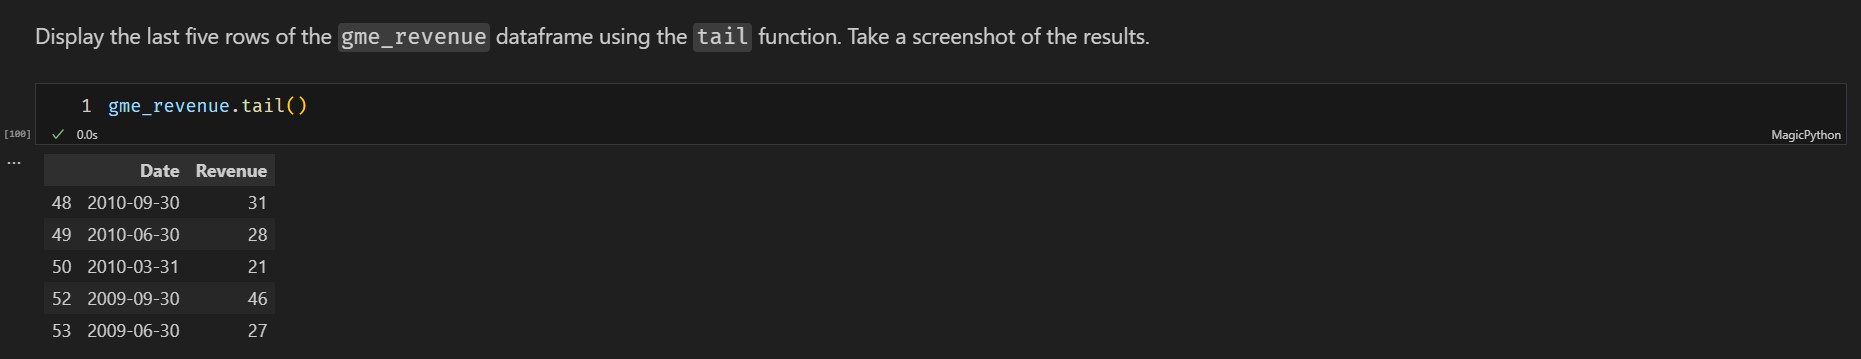 Display the last five rows of the gme_revenue dataframe using the tail function. Take a screenshot of the results.
1 gme_revenue.tail()
[100] ✓ 0.0s MagicPython
...
Date Revenue
48 2010-09-30 31
49 2010-06-30 28
50 2010-03-31 21
52 2009-09-30 46
53 2009-06-30 27